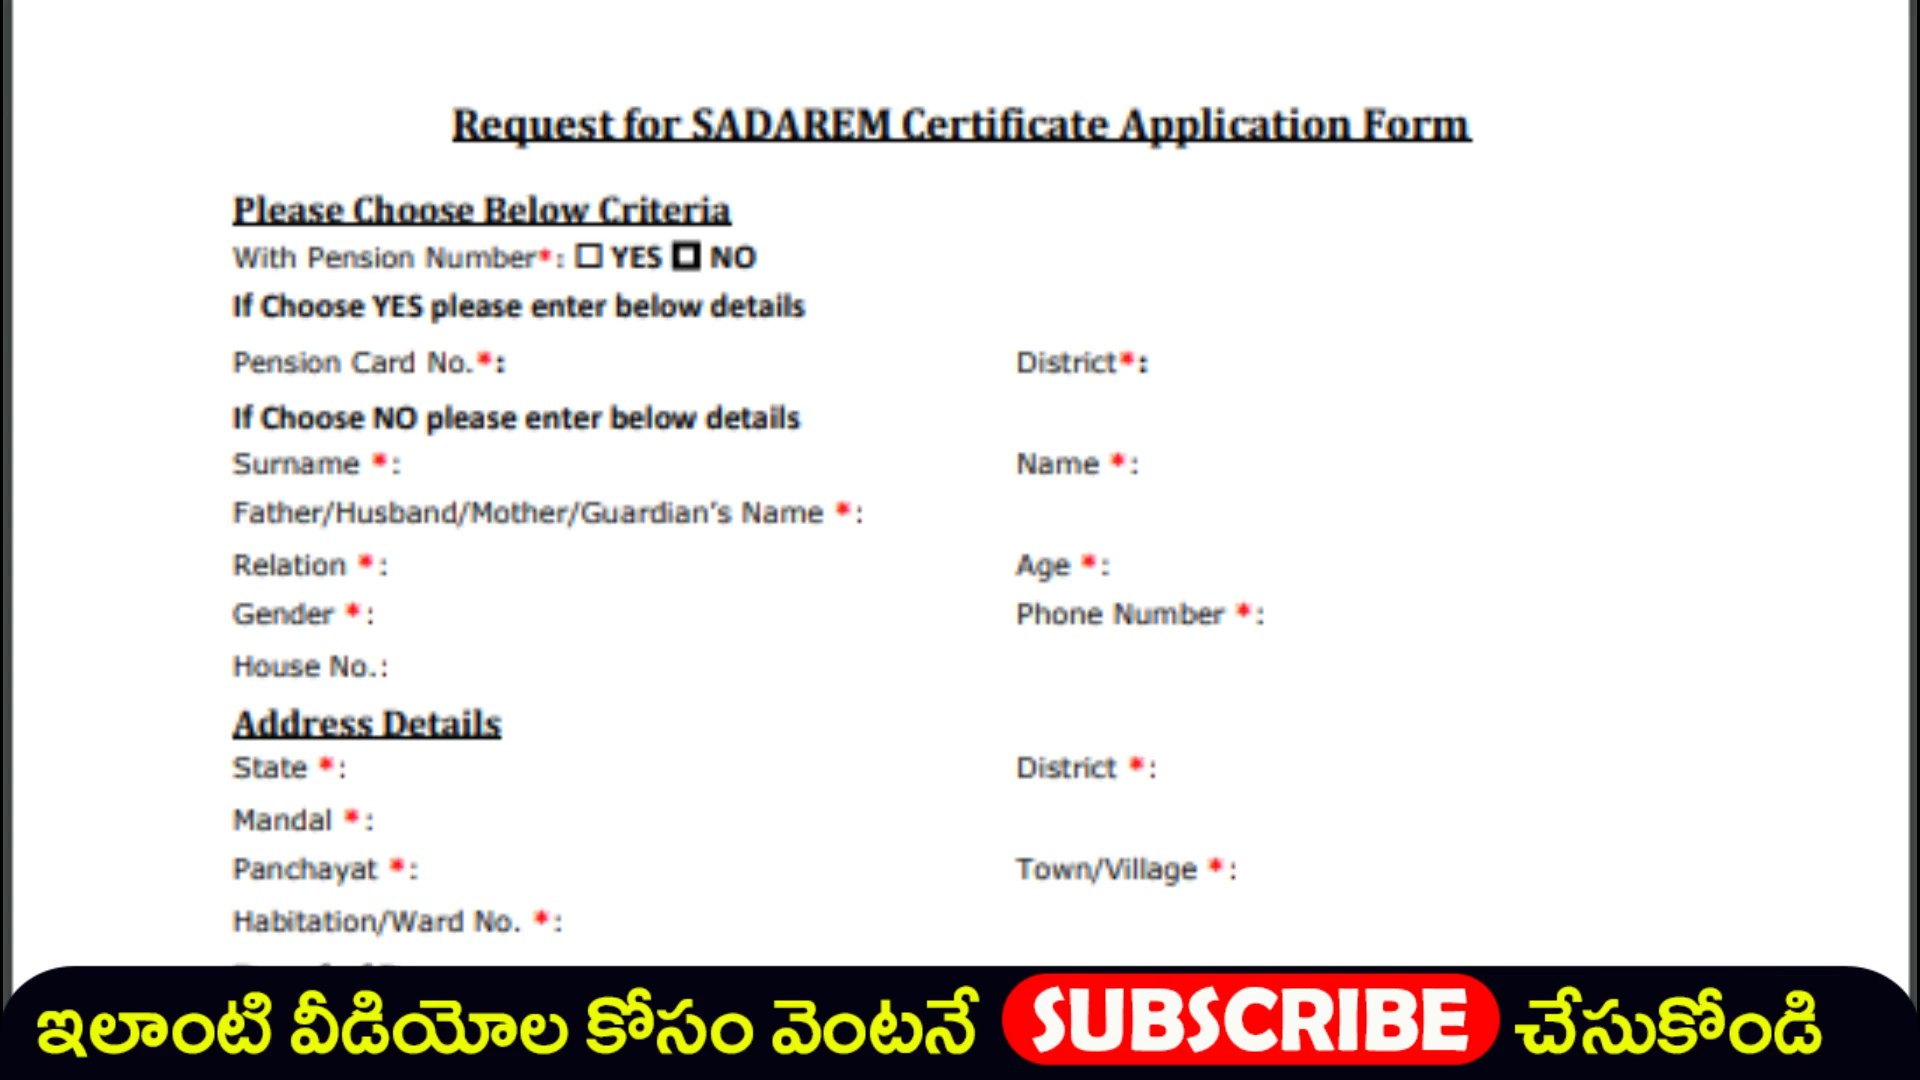 Request for SADAREM Certificate Application Form
Please Choose Below Criteria
With Pension Number*: ☐ YES ☐ NO
If Choose YES please enter below details
Pension Card No.*: District*:
If Choose NO please enter below details
Surname *: Name *:
Father/Husband/Mother/Guardian’s Name *:
Relation *: Age *:
Gender *: Phone Number *:
House No.:
Address Details
State *: District *:
Mandal *:
Panchayat *: Town/Village *:
Habitation/Ward No. *:
ఇలాంటి వీడియోల కోసం వెంటనే SUBSCRIBE చేసుకోండి